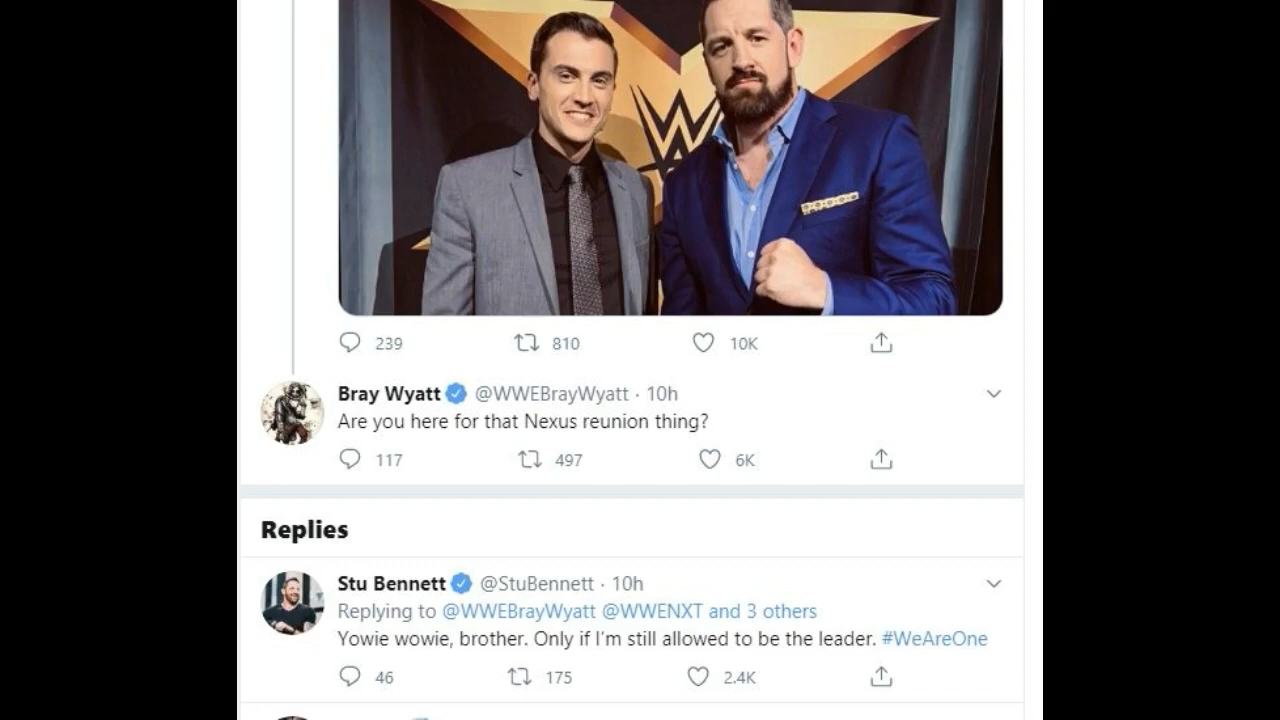 W
239 810 10K
Bray Wyatt @WWEBrayWyatt · 10h
Are you here for that Nexus reunion thing?
117 497 6K
Replies
Stu Bennett @StuBennett · 10h
Replying to @WWEBrayWyatt @WWENXT and 3 others
Yowie wowie, brother. Only if I'm still allowed to be the leader. #WeAreOne
46 175 2.4K